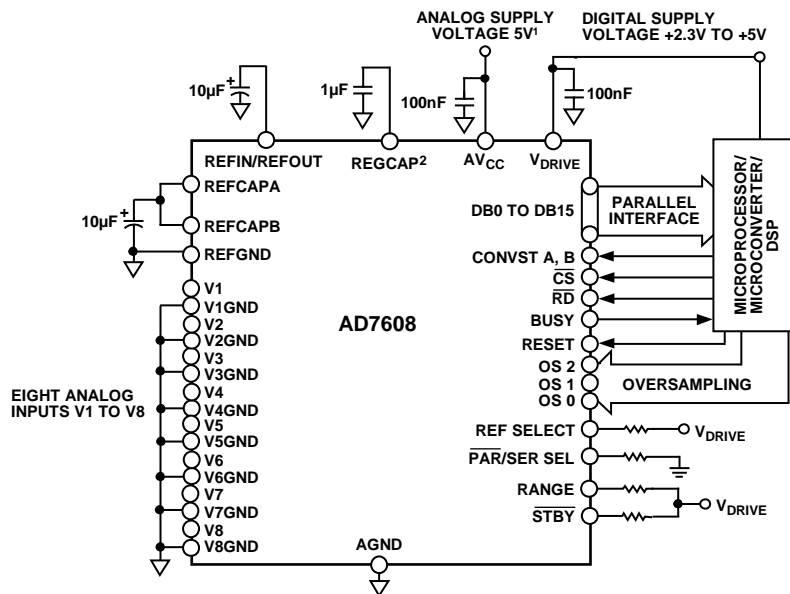 ANALOG SUPPLY
VOLTAGE 5V¹
DIGITAL SUPPLY
VOLTAGE +2.3V TO +5V
10µF
+
1µF
100nF
100nF
REFIN/REFOUT
REGCAP²
AVCC
VDRIVE
REFCAPA
10µF
+
REFCAPB
REFGND
DB0 TO DB15
PARALLEL
INTERFACE
MICROPROCESSOR/
MICROCONVERTER/
DSP
CONVST A, B
CS
RD
BUSY
RESET
OS 2
OS 1
OS 0
OVERSAMPLING
AD7608
V1
V1GND
V2
V2GND
V3
V3GND
V4
V4GND
V5
V5GND
V6
V6GND
V7
V7GND
V8
V8GND
EIGHT ANALOG
INPUTS V1 TO V8
REF SELECT
VDRIVE
PAR/SER SEL
RANGE
STBY
VDRIVE
AGND